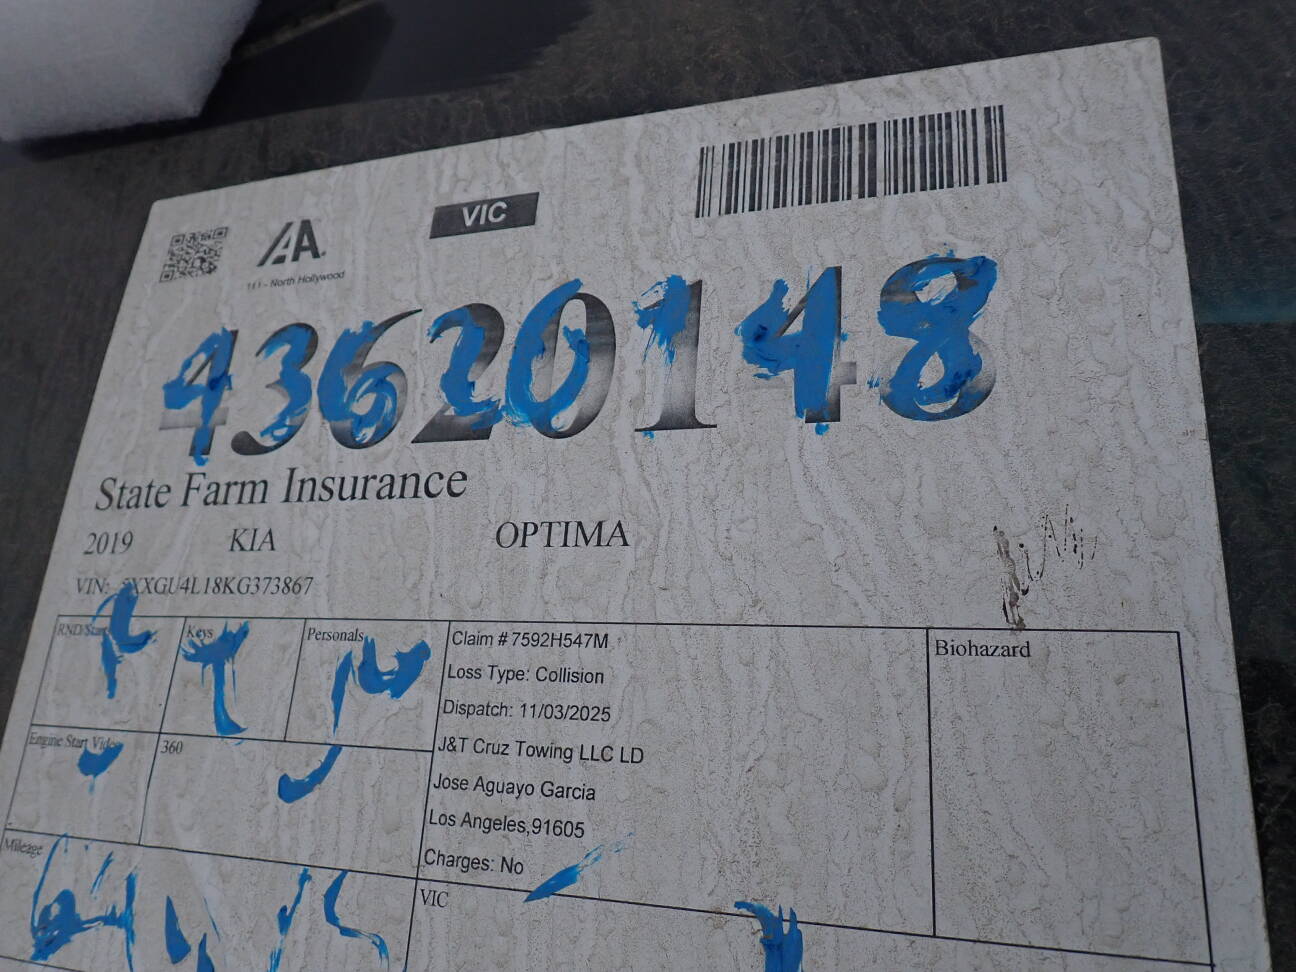 VIC
IAA
111 - North Hollywood
43620148
State Farm Insurance
2019 KIA OPTIMA
VIN: XXGU4L18KG373867
RND/Start Keys Personals
Claim # 7592H547M
Loss Type: Collision
Dispatch: 11/03/2025
J&T Cruz Towing LLC LD
Jose Aguayo Garcia
Los Angeles,91605
Charges: No
Biohazard
Engine Start Video 360
Mileage
VIC